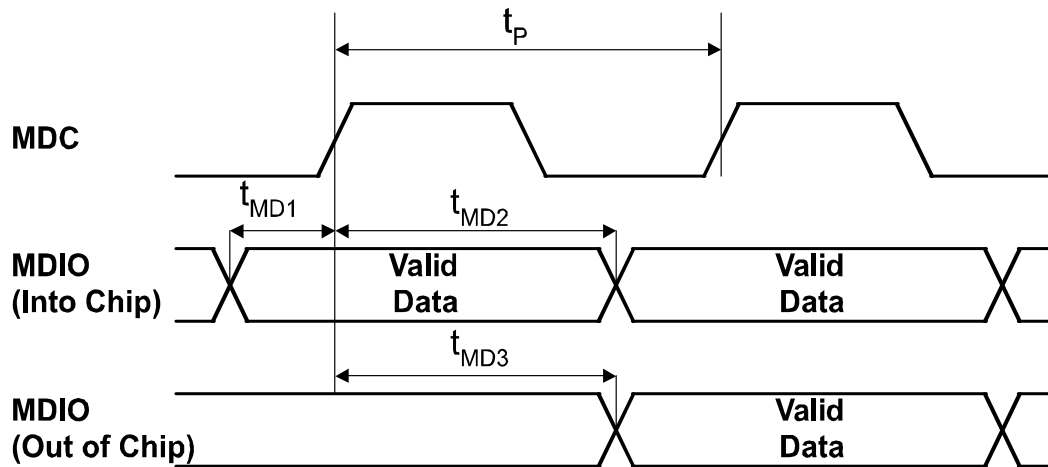 tP
MDC
tMD1
tMD2
MDIO
(Into Chip)
Valid
Data
Valid
Data
tMD3
MDIO
(Out of Chip)
Valid
Data